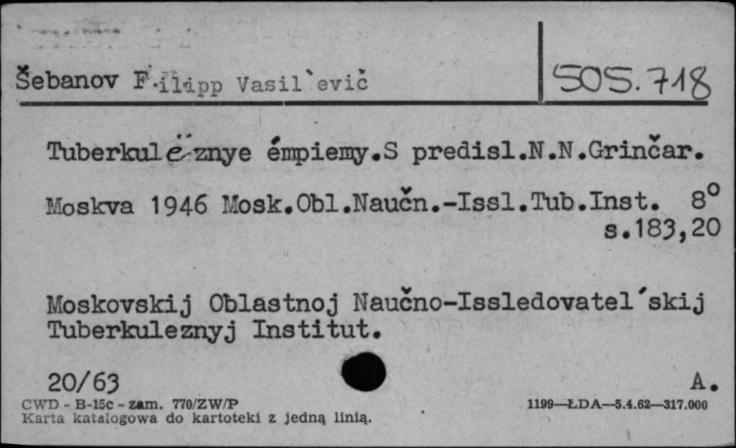 Šebanov Filipp Vasil`evič
505.718
Tuberkulëznye émpiemy.S predisl.N.N.Grinčar.
Moskva 1946 Mosk.Obl.Naučn.-Issl.Tub.Inst. 8°
s.183,20
Moskovskij Oblastnoj Naučno-Issledovatel´skij
Tuberkuleznyj Institut.
20/63 A.
CWD - B-15c - zam. 770/ZW/P 1199—ŁDA—5.4.62—317.000
Karta katalogowa do kartoteki z jedną linią.